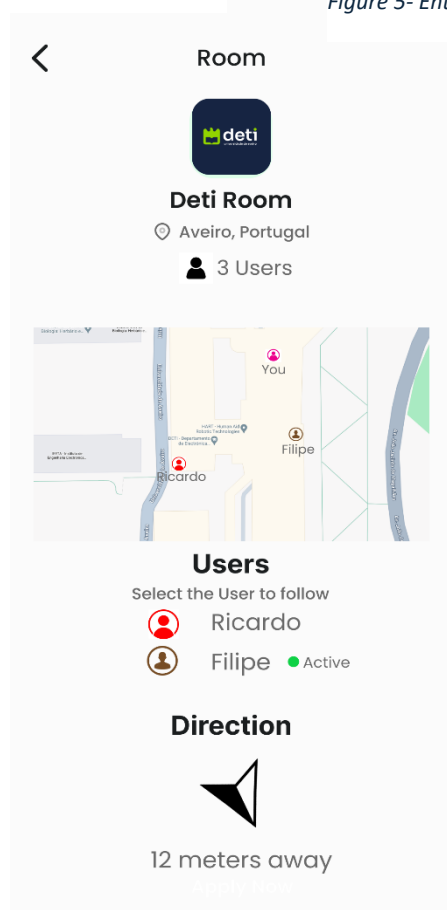 Figure 5- Ent
Room
deti
Deti Room
Aveiro, Portugal
3 Users
You
Filipe
Ricardo
Users
Select the User to follow
Ricardo
Filipe Active
Direction
12 meters away